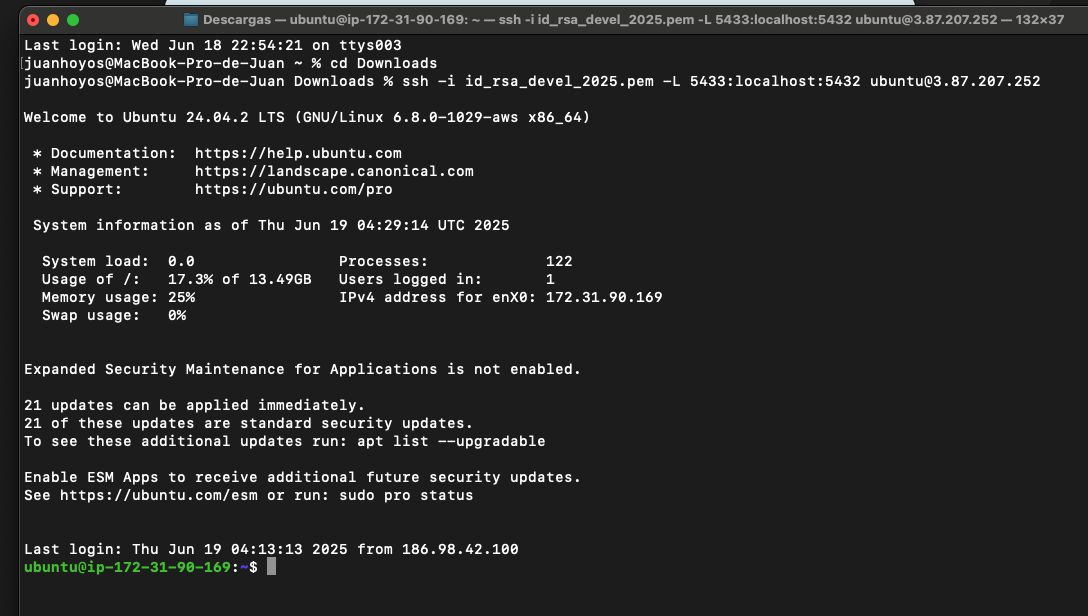 Descargas — ubuntu@ip-172-31-90-169: ~ — ssh -i id_rsa_devel_2025.pem -L 5433:localhost:5432 ubuntu@3.87.207.252 — 132×37
Last login: Wed Jun 18 22:54:21 on ttys003
[juanhoyos@MacBook-Pro-de-Juan ~ % cd Downloads
juanhoyos@MacBook-Pro-de-Juan Downloads % ssh -i id_rsa_devel_2025.pem -L 5433:localhost:5432 ubuntu@3.87.207.252
Welcome to Ubuntu 24.04.2 LTS (GNU/Linux 6.8.0-1029-aws x86_64)
* Documentation:  https://help.ubuntu.com
* Management:     https://landscape.canonical.com
* Support:        https://ubuntu.com/pro
System information as of Thu Jun 19 04:29:14 UTC 2025
System load:  0.0                Processes:             122
Usage of /:   17.3% of 13.49GB   Users logged in:       1
Memory usage: 25%                IPv4 address for enX0: 172.31.90.169
Swap usage:   0%
Expanded Security Maintenance for Applications is not enabled.
21 updates can be applied immediately.
21 of these updates are standard security updates.
To see these additional updates run: apt list --upgradable
Enable ESM Apps to receive additional future security updates.
See https://ubuntu.com/esm or run: sudo pro status
Last login: Thu Jun 19 04:13:13 2025 from 186.98.42.100
ubuntu@ip-172-31-90-169:~$